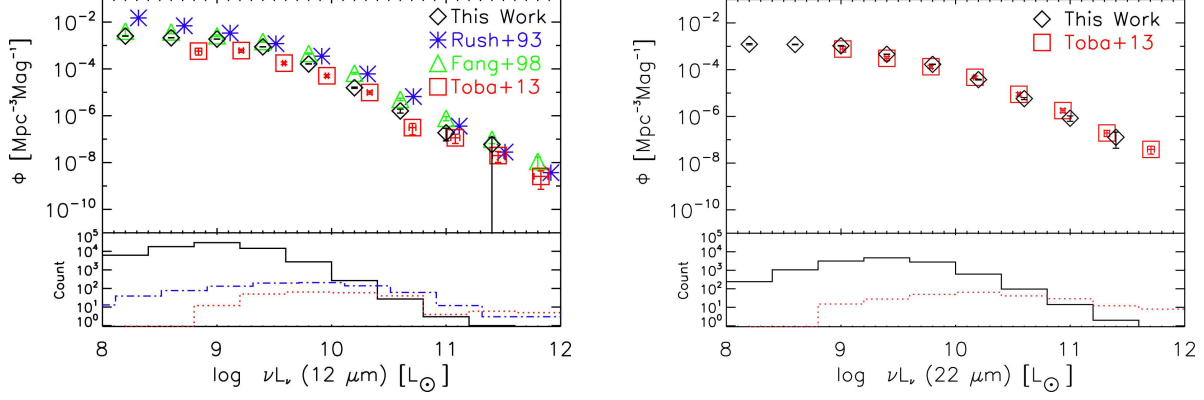 This Work
Rush+93
Fang+98
Toba+13
Φ [Mpc⁻³Mag⁻¹]
10⁻²
10⁻⁴
10⁻⁶
10⁻⁸
10⁻¹⁰
Count
10⁵
10⁴
10³
10²
10¹
10⁰
8 9 10 11 12
log νLᵥ (12 μm) [L⊙]
This Work
Toba+13
Φ [Mpc⁻³Mag⁻¹]
10⁻²
10⁻⁴
10⁻⁶
10⁻⁸
10⁻¹⁰
Count
10⁵
10⁴
10³
10²
10¹
10⁰
8 9 10 11 12
log νLᵥ (22 μm) [L⊙]